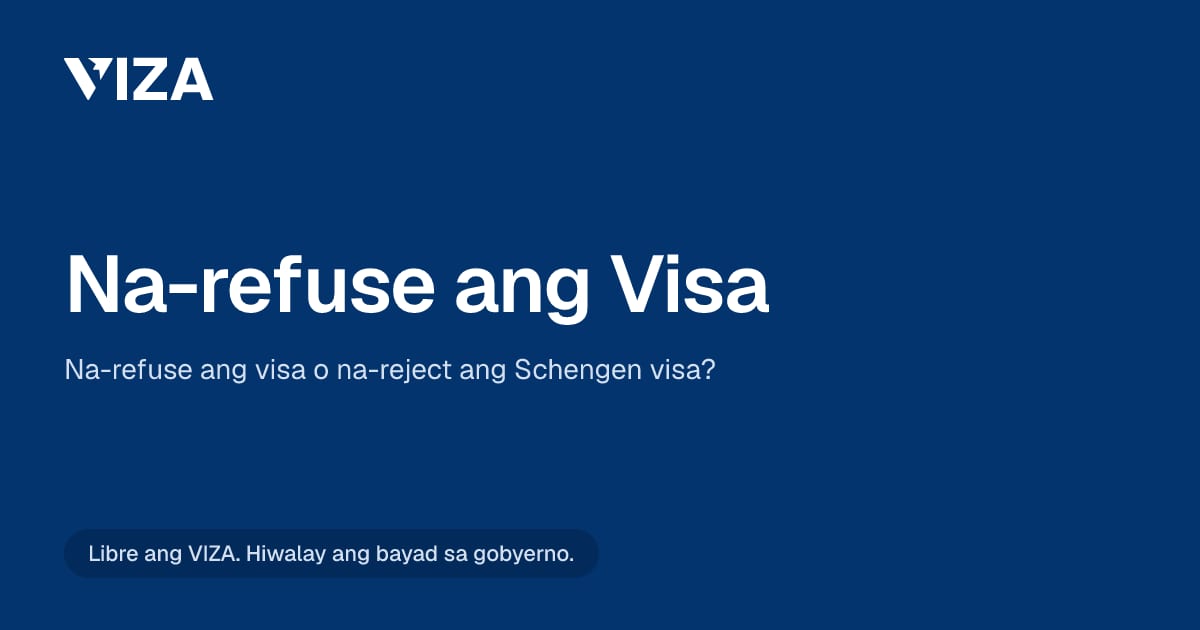 VIZA
Na-refuse ang Visa
Na-refuse ang visa o na-reject ang Schengen visa?
Libre ang VIZA. Hiwalay ang bayad sa gobyerno.